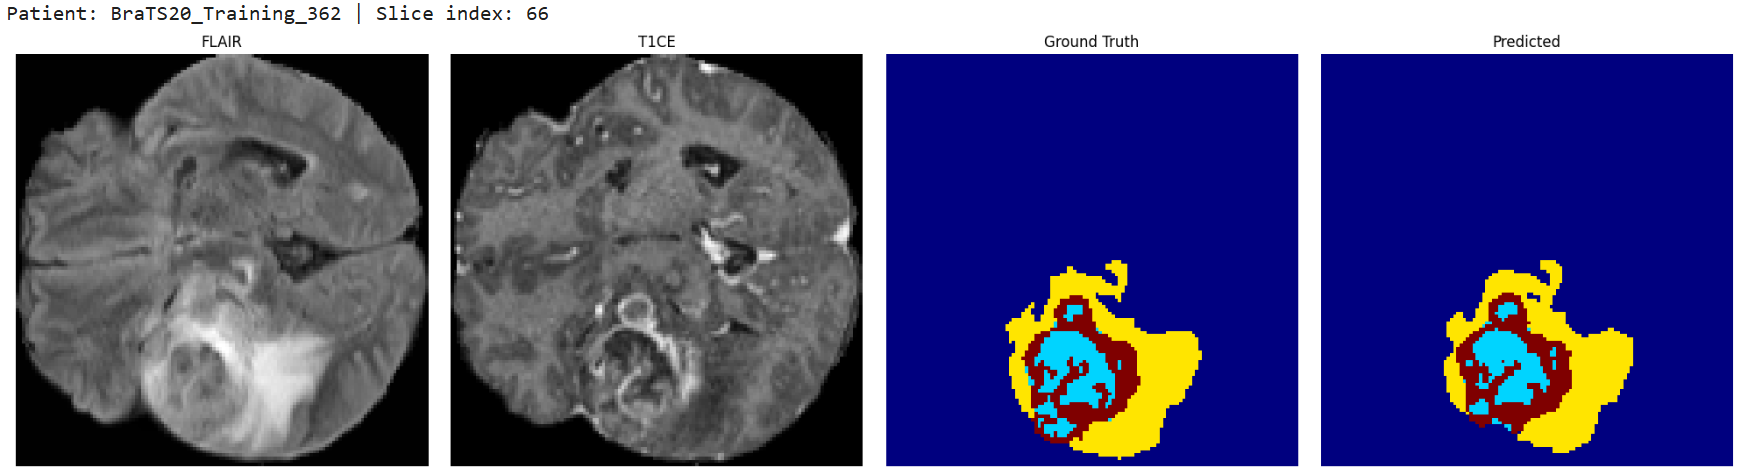 Patient: BraTS20_Training_362 | Slice index: 66
FLAIR
T1CE
Ground Truth
Predicted